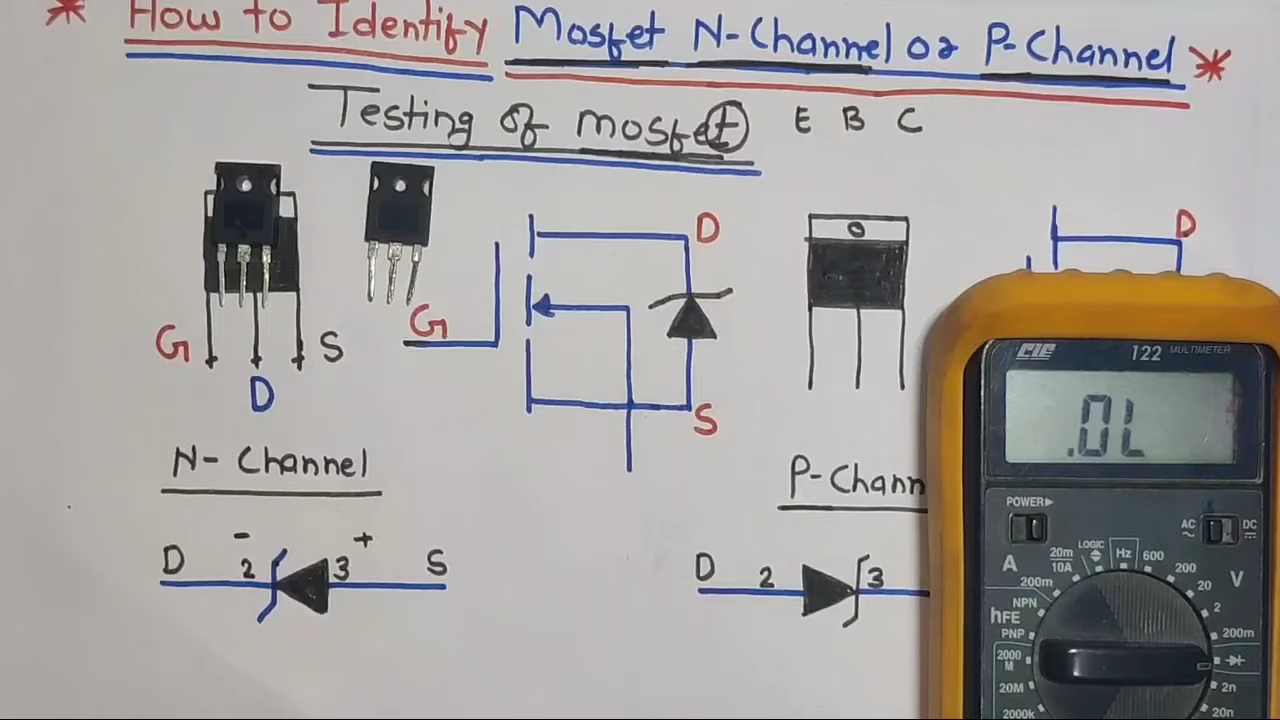 * How to Identify Mosfet N-Channel or P-Channel *
Testing of mosfet E B C
D
D
G
G
S
D
S
N- Channel
P-Chann
D - 2 3 + S
D 2 3
CIE 122 MULTIMETER
.OL
POWER▶
AC ~
DC
A
20m/10A
LOGIC
Hz
600
V
200m
200
20
2
200m
hFE
NPN
PNP
2000M
20M
2000k
2n
20n